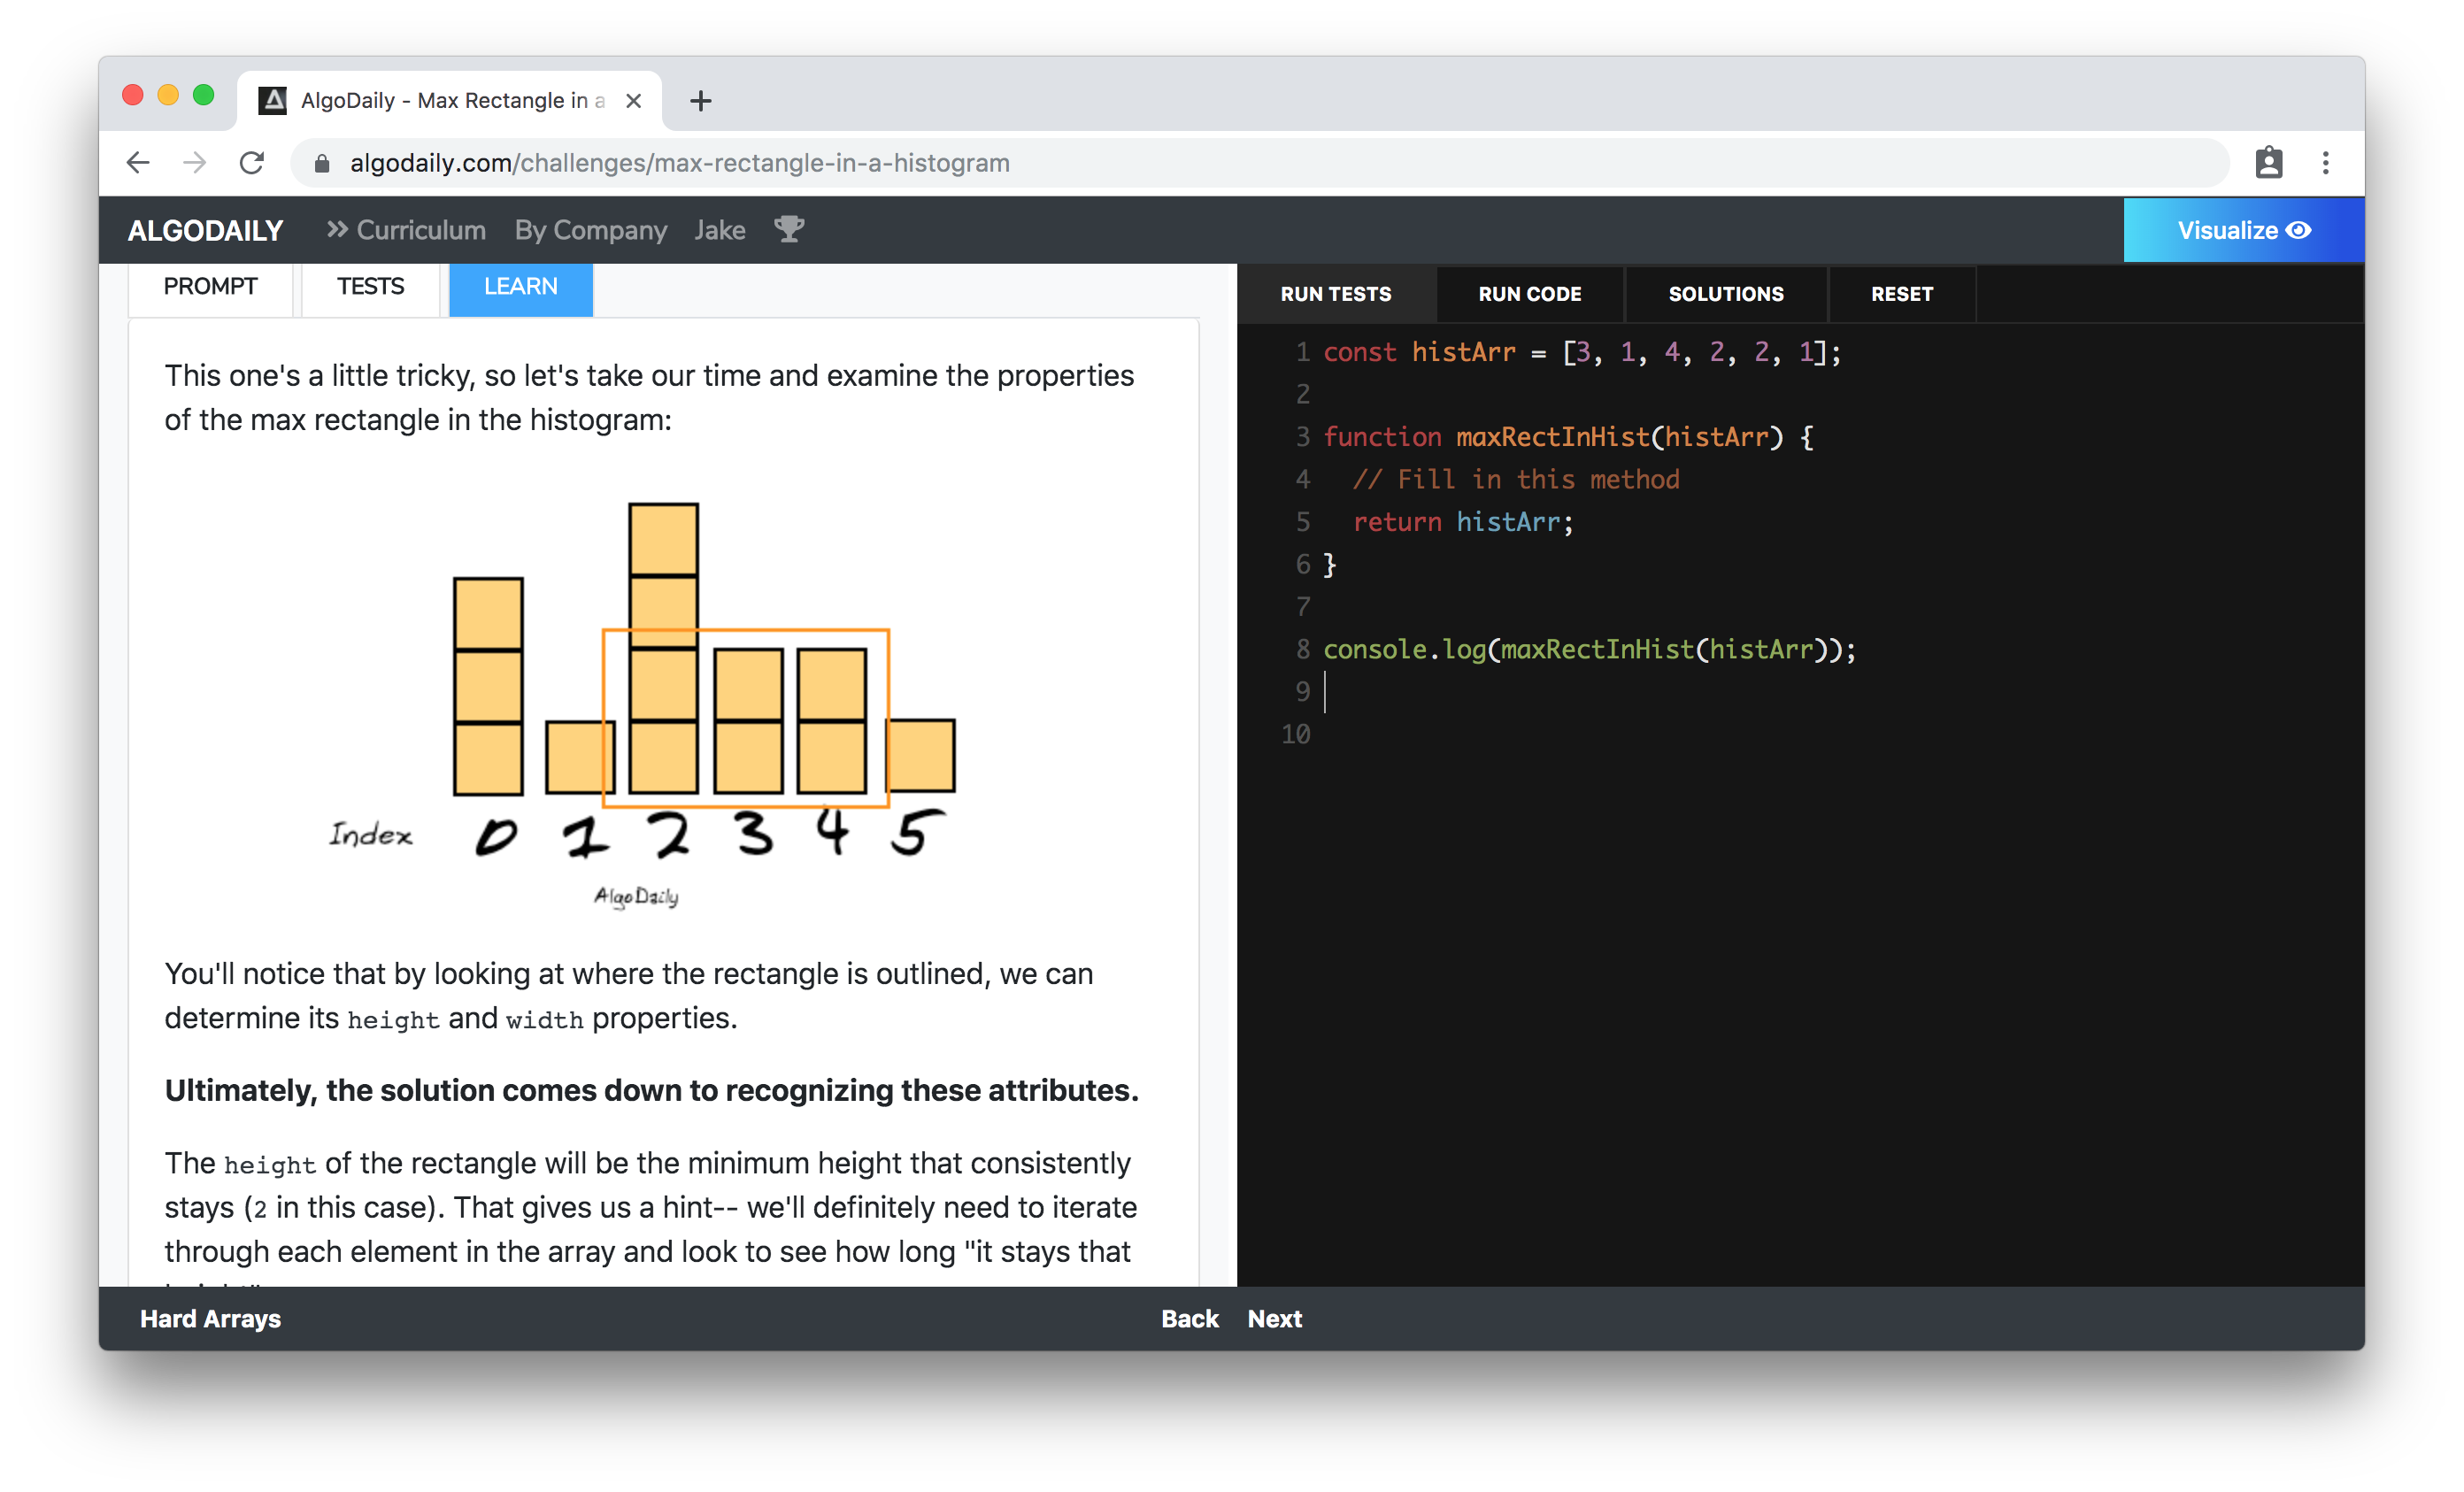 AlgoDaily - Max Rectangle in a
algodaily.com/challenges/max-rectangle-in-a-histogram
ALGODAILY
Curriculum
By Company
Jake
Visualize
PROMPT
TESTS
LEARN
This one's a little tricky, so let's take our time and examine the properties
of the max rectangle in the histogram:
Index 0 1 2 3 4 5
AlgoDaily
You'll notice that by looking at where the rectangle is outlined, we can
determine its height and width properties.
Ultimately, the solution comes down to recognizing these attributes.
The height of the rectangle will be the minimum height that consistently
stays (2 in this case). That gives us a hint-- we'll definitely need to iterate
through each element in the array and look to see how long "it stays that
RUN TESTS
RUN CODE
SOLUTIONS
RESET
1 const histArr = [3, 1, 4, 2, 2, 1];
2
3 function maxRectInHist(histArr) {
4 // Fill in this method
5 return histArr;
6 }
7
8 console.log(maxRectInHist(histArr));
9
10
Hard Arrays
Back
Next